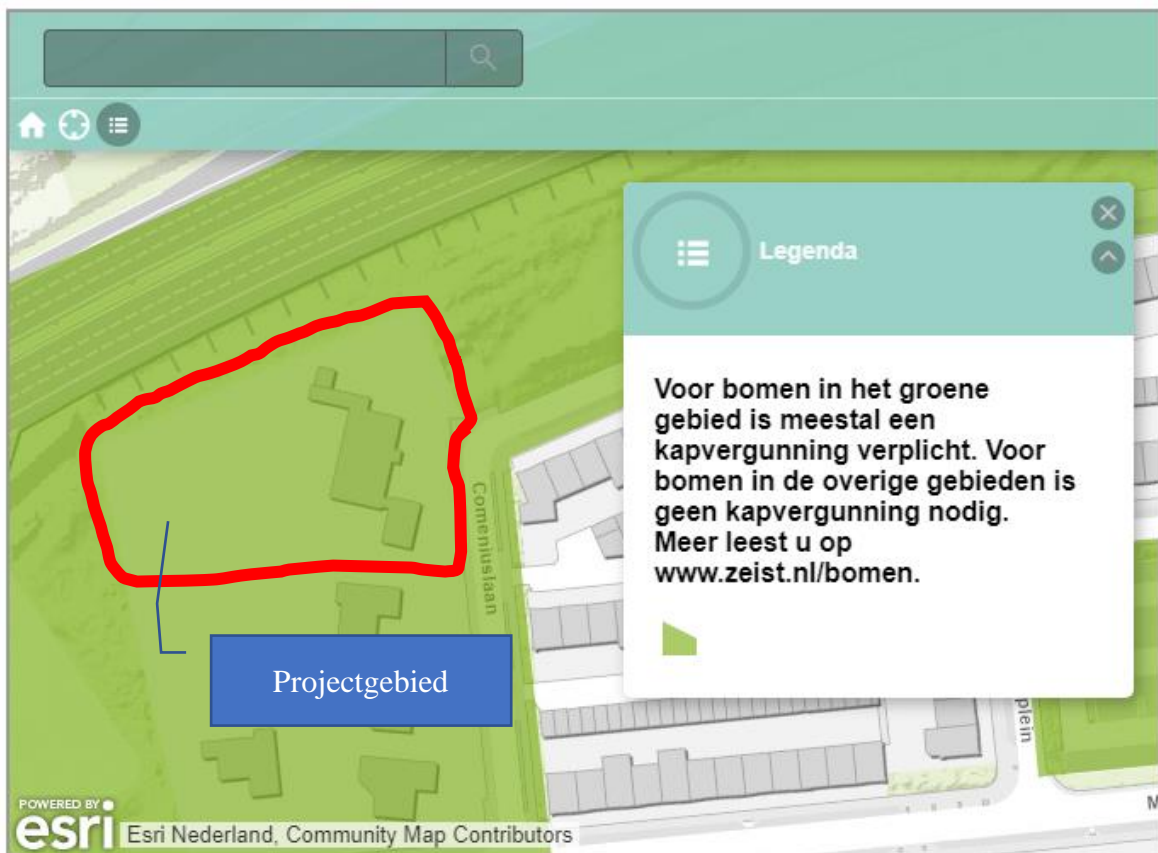 Legenda
Voor bomen in het groene
gebied is meestal een
kapvergunning verplicht. Voor
bomen in de overige gebieden is
geen kapvergunning nodig.
Meer leest u op
www.zeist.nl/bomen.
Comeniuslaan
Projectgebied
plein
M
POWERED BY
esri
Esri Nederland, Community Map Contributors